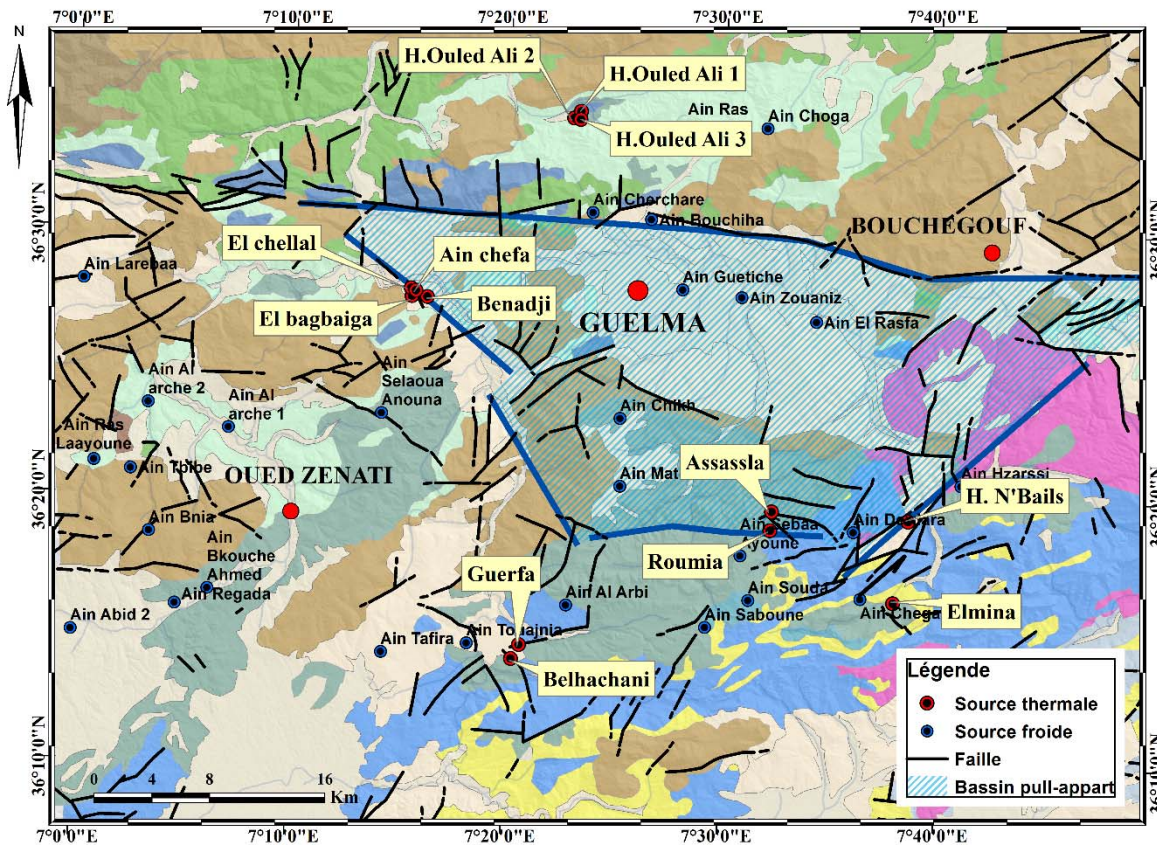 7°10'0"E
7°20'0"E
7°30'0"E
7°40'0"E
N
H.Ouled Ali 2
H.Ouled Ali 1
Ain Ras
Ain Choga
H.Ouled Ali 3
Ain Cherchare
Ain Bouchiha
36°30'0"N
36°30'0"N
BOUCHEGOUF
El chellal
Ain chefa
Ain Larebaa
Ain Guetiche
Ain Zouaniz
El bagbaiga
Benadji
GUELMA
Ain El Rasfa
Ain Al
arche 2
Ain
Selaoua
Anouna
Ain Al
arche 1
Ain Chikh
Ain Ras
Laayoune
Ain Tbibe
OUED ZENATI
Assassla
Ain Mat
Ain Hzarssi
36°20'0"N
36°20'0"N
H. N'Bails
Ain Bnia
Ain Sebaa
youne
Roumia
Ain
Bkouche
Ahmed
Guerfa
Ain Regada
Ain Al Arbi
Ain Souda
Ain Chega
Elmina
Ain Abid 2
Ain Tafira
Ain Touajnia
Ain Saboune
Belhachani
Légende
Source thermale
Source froide
Faille
Bassin pull-appart
36°10'0"N
36°10'0"N
0 4 8 16
Km
7°0'0"E
7°10'0"E
7°20'0"E
7°30'0"E
7°40'0"E